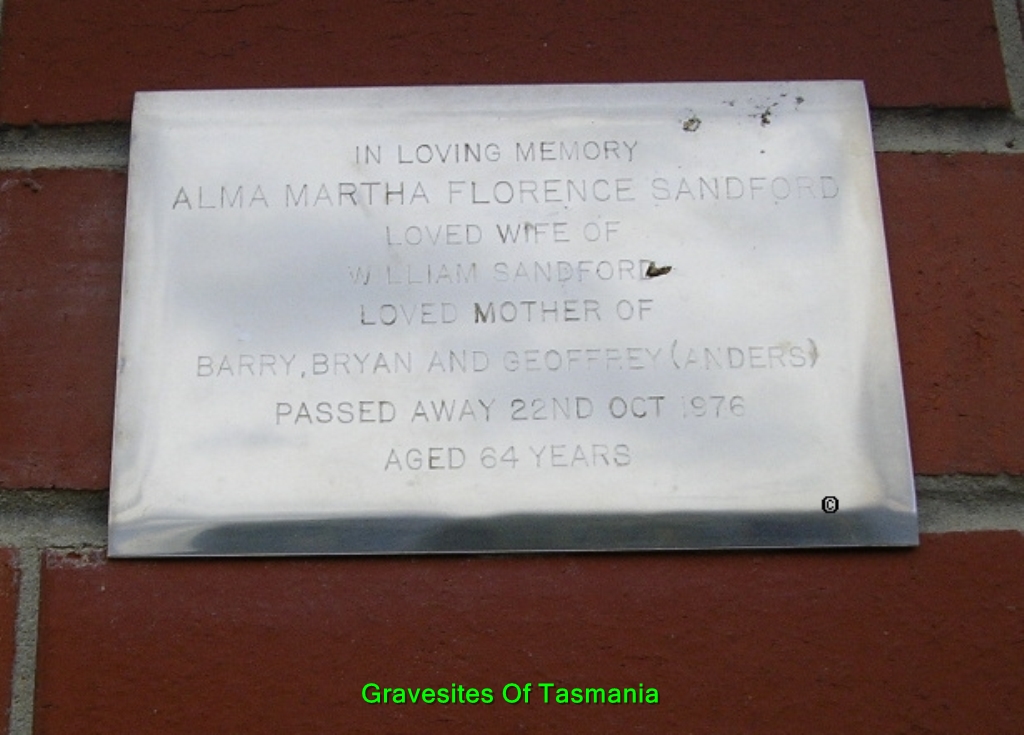 IN LOVING MEMORY
ALMA MARTHA FLORENCE SANDFORD
LOVED WIFE OF
WILLIAM SANDFORD
LOVED MOTHER OF
BARRY, BRYAN AND GEOFFREY (ANDERS)
PASSED AWAY 22ND OCT 1976
AGED 64 YEARS
©
Gravesites Of Tasmania